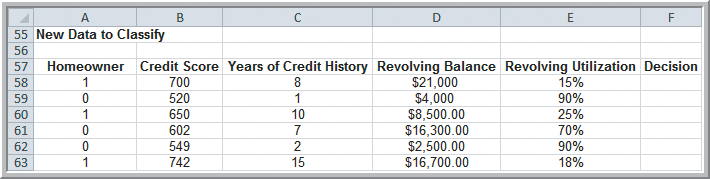 A B C D E F
55 New Data to Classify
56
57 Homeowner Credit Score Years of Credit History Revolving Balance Revolving Utilization Decision
58 1 700 8 $21,000 15%
59 0 520 1 $4,000 90%
60 1 650 10 $8,500.00 25%
61 0 602 7 $16,300.00 70%
62 0 549 2 $2,500.00 90%
63 1 742 15 $16,700.00 18%